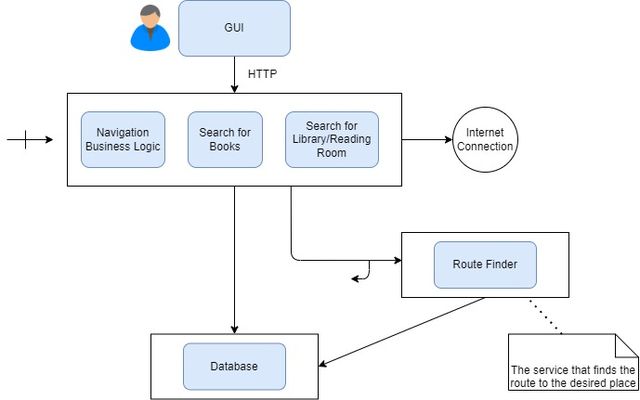 GUI
HTTP
Navigation
Business Logic
Search for
Books
Search for
Library/Reading
Room
Internet
Connection
Route Finder
Database
The service that finds the
route to the desired place